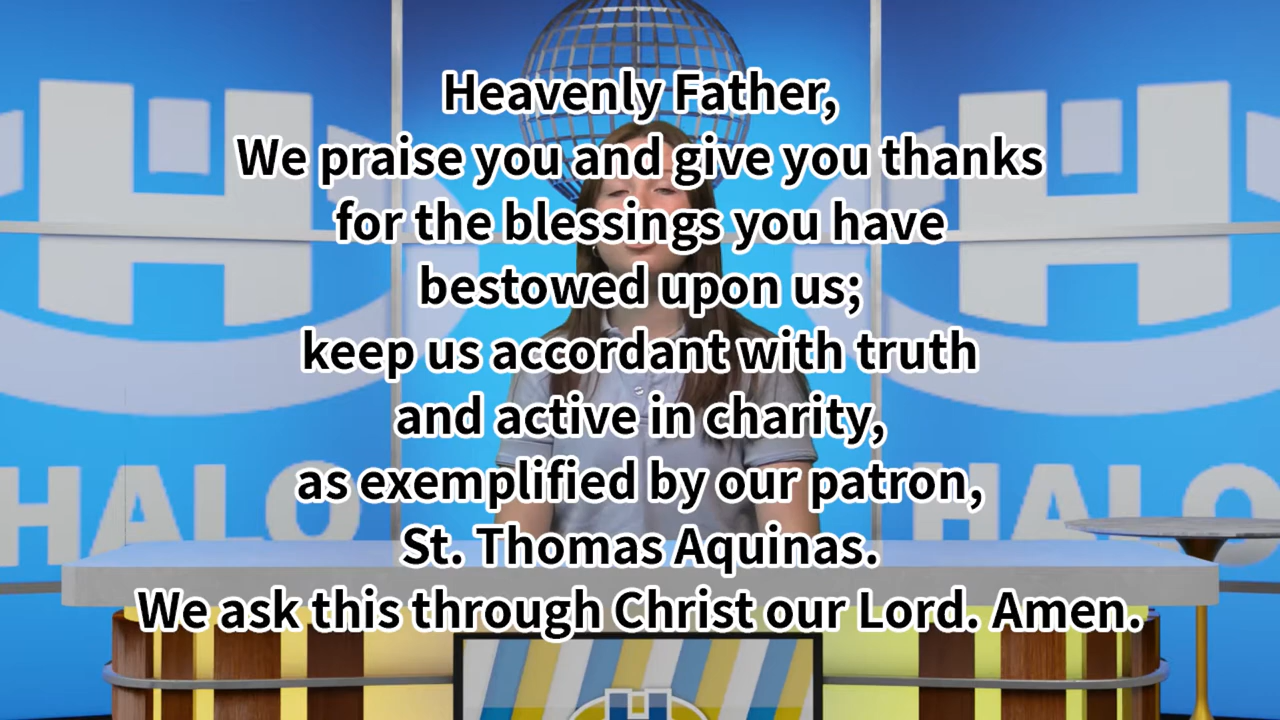 Heavenly Father,
We praise you and give you thanks
for the blessings you have
bestowed upon us;
keep us accordant with truth
and active in charity,
as exemplified by our patron,
St. Thomas Aquinas.
We ask this through Christ our Lord. Amen.
H
H
HALO
HALO
H